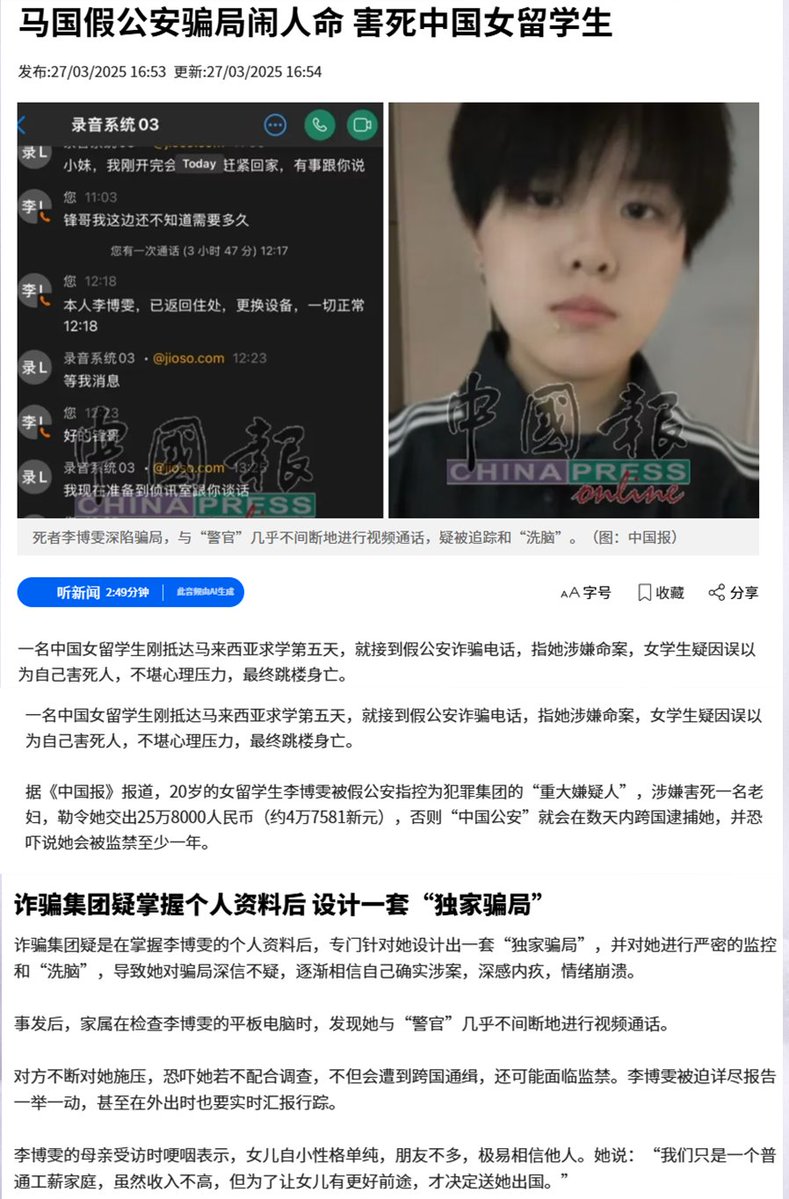 马国假公安骗局闹人命 害死中国女留学生
发布:27/03/2025 16:53 更新:27/03/2025 16:54
录音系统03
录L
小妹，我刚开完会 Today 赶紧回家，有事跟你说
李L
您 11:03
锋哥我这边还不知道需要多久
您有一次通话 (3 小时 47 分) 12:17
李L
您 12:18
本人李博雯，已返回住处，更换设备，一切正常
12:18
录L
录音系统03 · @jioso.com 12:23
等我消息
李L
您 12:23
好的锋哥
录L
录音系统03 · @jioso.com
我现在准备到侦讯室跟你谈话
中國報
CHINA PRESS
中國報
CHINA PRESS
online
死者李博雯深陷骗局，与“警官”几乎不间断地进行视频通话，疑被追踪和“洗脑”。（图：中国报）
听新闻 2:49分钟 此音频由AI生成
AA 字号 收藏 分享
一名中国女留学生刚抵达马来西亚求学第五天，就接到假公安诈骗电话，指她涉嫌命案，女学生疑因误以
为自己害死人，不堪心理压力，最终跳楼身亡。
一名中国女留学生刚抵达马来西亚求学第五天，就接到假公安诈骗电话，指她涉嫌命案，女学生疑因误以
为自己害死人，不堪心理压力，最终跳楼身亡。
据《中国报》报道，20岁的女留学生李博雯被假公安指控为犯罪集团的“重大嫌疑人”，涉嫌害死一名老
妇，勒令她交出25万8000人民币（约4万7581新元），否则“中国公安”就会在数天内跨国逮捕她，并恐
吓说她会被监禁至少一年。
诈骗集团疑掌握个人资料后 设计一套“独家骗局”
诈骗集团疑是在掌握李博雯的个人资料后，专门针对她设计出一套“独家骗局”，并对她进行严密的监控
和“洗脑”，导致她对骗局深信不疑，逐渐相信自己确实涉案，深感内疚，情绪崩溃。
事发后，家属在检查李博雯的平板电脑时，发现她与“警官”几乎不间断地进行视频通话。
对方不断对她施压，恐吓她若不配合调查，不但会遭到跨国通缉，还可能面临监禁。李博雯被迫详尽报告
一举一动，甚至在外出时也要实时汇报行踪。
李博雯的母亲受访时哽咽表示，女儿自小性格单纯，朋友不多，极易相信他人。她说：“我们只是一个普
通工薪家庭，虽然收入不高，但为了让女儿有更好前途，才决定送她出国。”